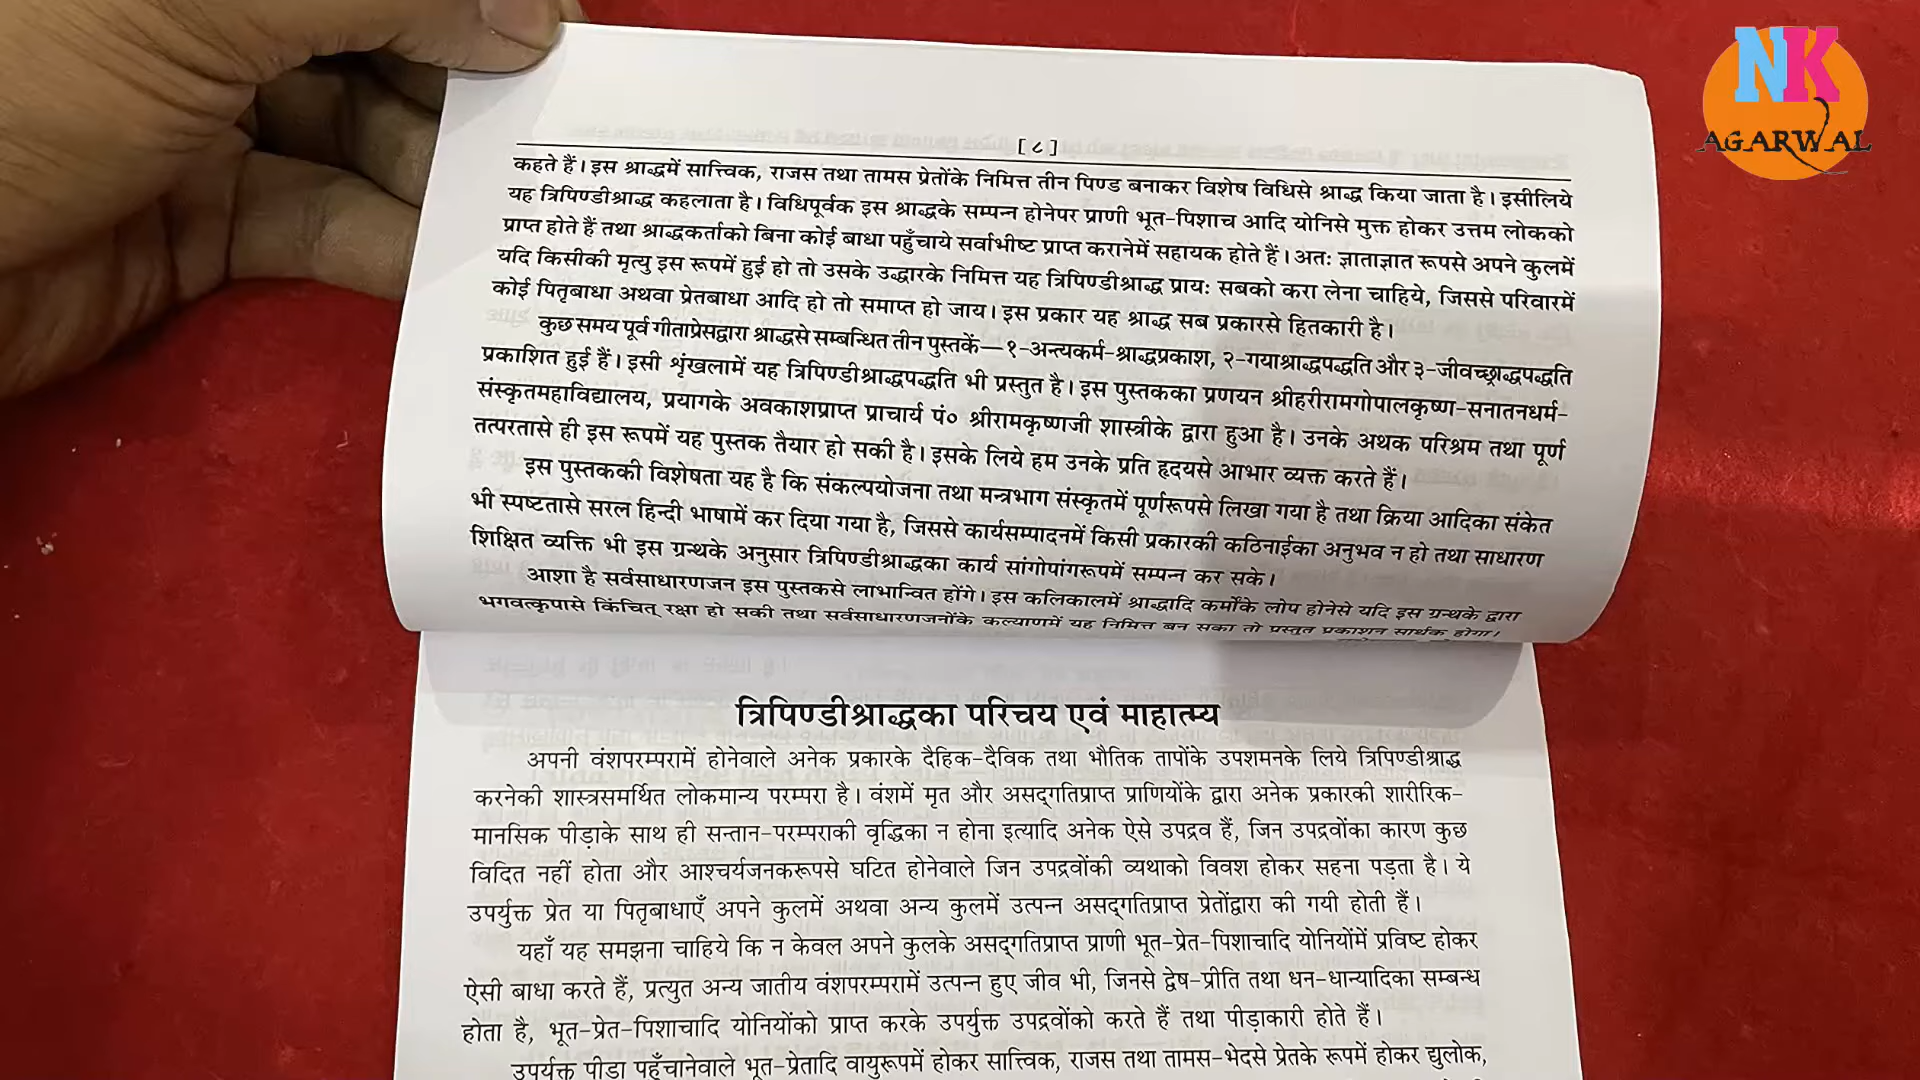 NK
AGARWAL
[ ८ ]
कहते हैं। इस श्राद्धमें सात्त्विक, राजस तथा तामस प्रेतोंके निमित्त तीन पिण्ड बनाकर विशेष विधिसे श्राद्ध किया जाता है। इसीलिये
यह त्रिपिण्डीश्राद्ध कहलाता है। विधिपूर्वक इस श्राद्धके सम्पन्न होनेपर प्राणी भूत-पिशाच आदि योनिसे मुक्त होकर उत्तम लोकको
प्राप्त होते हैं तथा श्राद्धकर्ताको बिना कोई बाधा पहुँचाये सर्वाभीष्ट प्राप्त करानेमें सहायक होते हैं। अतः ज्ञाताज्ञात रूपसे अपने कुलमें
यदि किसीकी मृत्यु इस रूपमें हुई हो तो उसके उद्धारके निमित्त यह त्रिपिण्डीश्राद्ध प्रायः सबको करा लेना चाहिये, जिससे परिवारमें
कोई पितृबाधा अथवा प्रेतबाधा आदि हो तो समाप्त हो जाय। इस प्रकार यह श्राद्ध सब प्रकारसे हितकारी है।
कुछ समय पूर्व गीताप्रेसद्वारा श्राद्धसे सम्बन्धित तीन पुस्तकें—१-अन्त्यकर्म-श्राद्धप्रकाश, २-गयाश्राद्धपद्धति और ३-जीवच्छ्राद्धपद्धति
प्रकाशित हुई हैं। इसी शृंखलामें यह त्रिपिण्डीश्राद्धपद्धति भी प्रस्तुत है। इस पुस्तकका प्रणयन श्रीहरीरामगोपालकृष्ण-सनातनधर्म-
संस्कृतमहाविद्यालय, प्रयागके अवकाशप्राप्त प्राचार्य पं० श्रीरामकृष्णजी शास्त्रीके द्वारा हुआ है। उनके अथक परिश्रम तथा पूर्ण
तत्परतासे ही इस रूपमें यह पुस्तक तैयार हो सकी है। इसके लिये हम उनके प्रति हृदयसे आभार व्यक्त करते हैं।
इस पुस्तककी विशेषता यह है कि संकल्पयोजना तथा मन्त्रभाग संस्कृतमें पूर्णरूपसे लिखा गया है तथा क्रिया आदिका संकेत
भी स्पष्टतासे सरल हिन्दी भाषामें कर दिया गया है, जिससे कार्यसम्पादनमें किसी प्रकारकी कठिनाईका अनुभव न हो तथा साधारण
शिक्षित व्यक्ति भी इस ग्रन्थके अनुसार त्रिपिण्डीश्राद्धका कार्य सांगोपांगरूपमें सम्पन्न कर सके।
आशा है सर्वसाधारणजन इस पुस्तकसे लाभान्वित होंगे। इस कलिकालमें श्राद्धादि कर्मोंके लोप होनेसे यदि इस ग्रन्थके द्वारा
भगवत्कृपासे किंचित् रक्षा हो सकी तथा सर्वसाधारणजनोंके कल्याणमें यह निमित्त बन सका तो प्रस्तुत प्रकाशन सार्थक होगा।
त्रिपिण्डीश्राद्धका परिचय एवं माहात्म्य
अपनी वंशपरम्परामें होनेवाले अनेक प्रकारके दैहिक-दैविक तथा भौतिक तापोंके उपशमनके लिये त्रिपिण्डीश्राद्ध
करनेकी शास्त्रसमर्थित लोकमान्य परम्परा है। वंशमें मृत और असद्‌गतिप्राप्त प्राणियोंके द्वारा अनेक प्रकारकी शारीरिक-
मानसिक पीड़ाके साथ ही सन्तान-परम्पराकी वृद्धिका न होना इत्यादि अनेक ऐसे उपद्रव हैं, जिन उपद्रवोंका कारण कुछ
विदित नहीं होता और आश्चर्यजनकरूपसे घटित होनेवाले जिन उपद्रवोंकी व्यथाको विवश होकर सहना पड़ता है। ये
उपर्युक्त प्रेत या पितृबाधाएँ अपने कुलमें अथवा अन्य कुलमें उत्पन्न असद्‌गतिप्राप्त प्रेतोंद्वारा की गयी होती हैं।
यहाँ यह समझना चाहिये कि न केवल अपने कुलके असद्‌गतिप्राप्त प्राणी भूत-प्रेत-पिशाचादि योनियोंमें प्रविष्ट होकर
ऐसी बाधा करते हैं, प्रत्युत अन्य जातीय वंशपरम्परामें उत्पन्न हुए जीव भी, जिनसे द्वेष-प्रीति तथा धन-धान्यादिका सम्बन्ध
होता है, भूत-प्रेत-पिशाचादि योनियोंको प्राप्त करके उपर्युक्त उपद्रवोंको करते हैं तथा पीड़ाकारी होते हैं।
उपर्युक्त पीड़ा पहुँचानेवाले भूत-प्रेतादि वायुरूपमें होकर सात्त्विक, राजस तथा तामस-भेदसे प्रेतके रूपमें होकर द्युलोक,